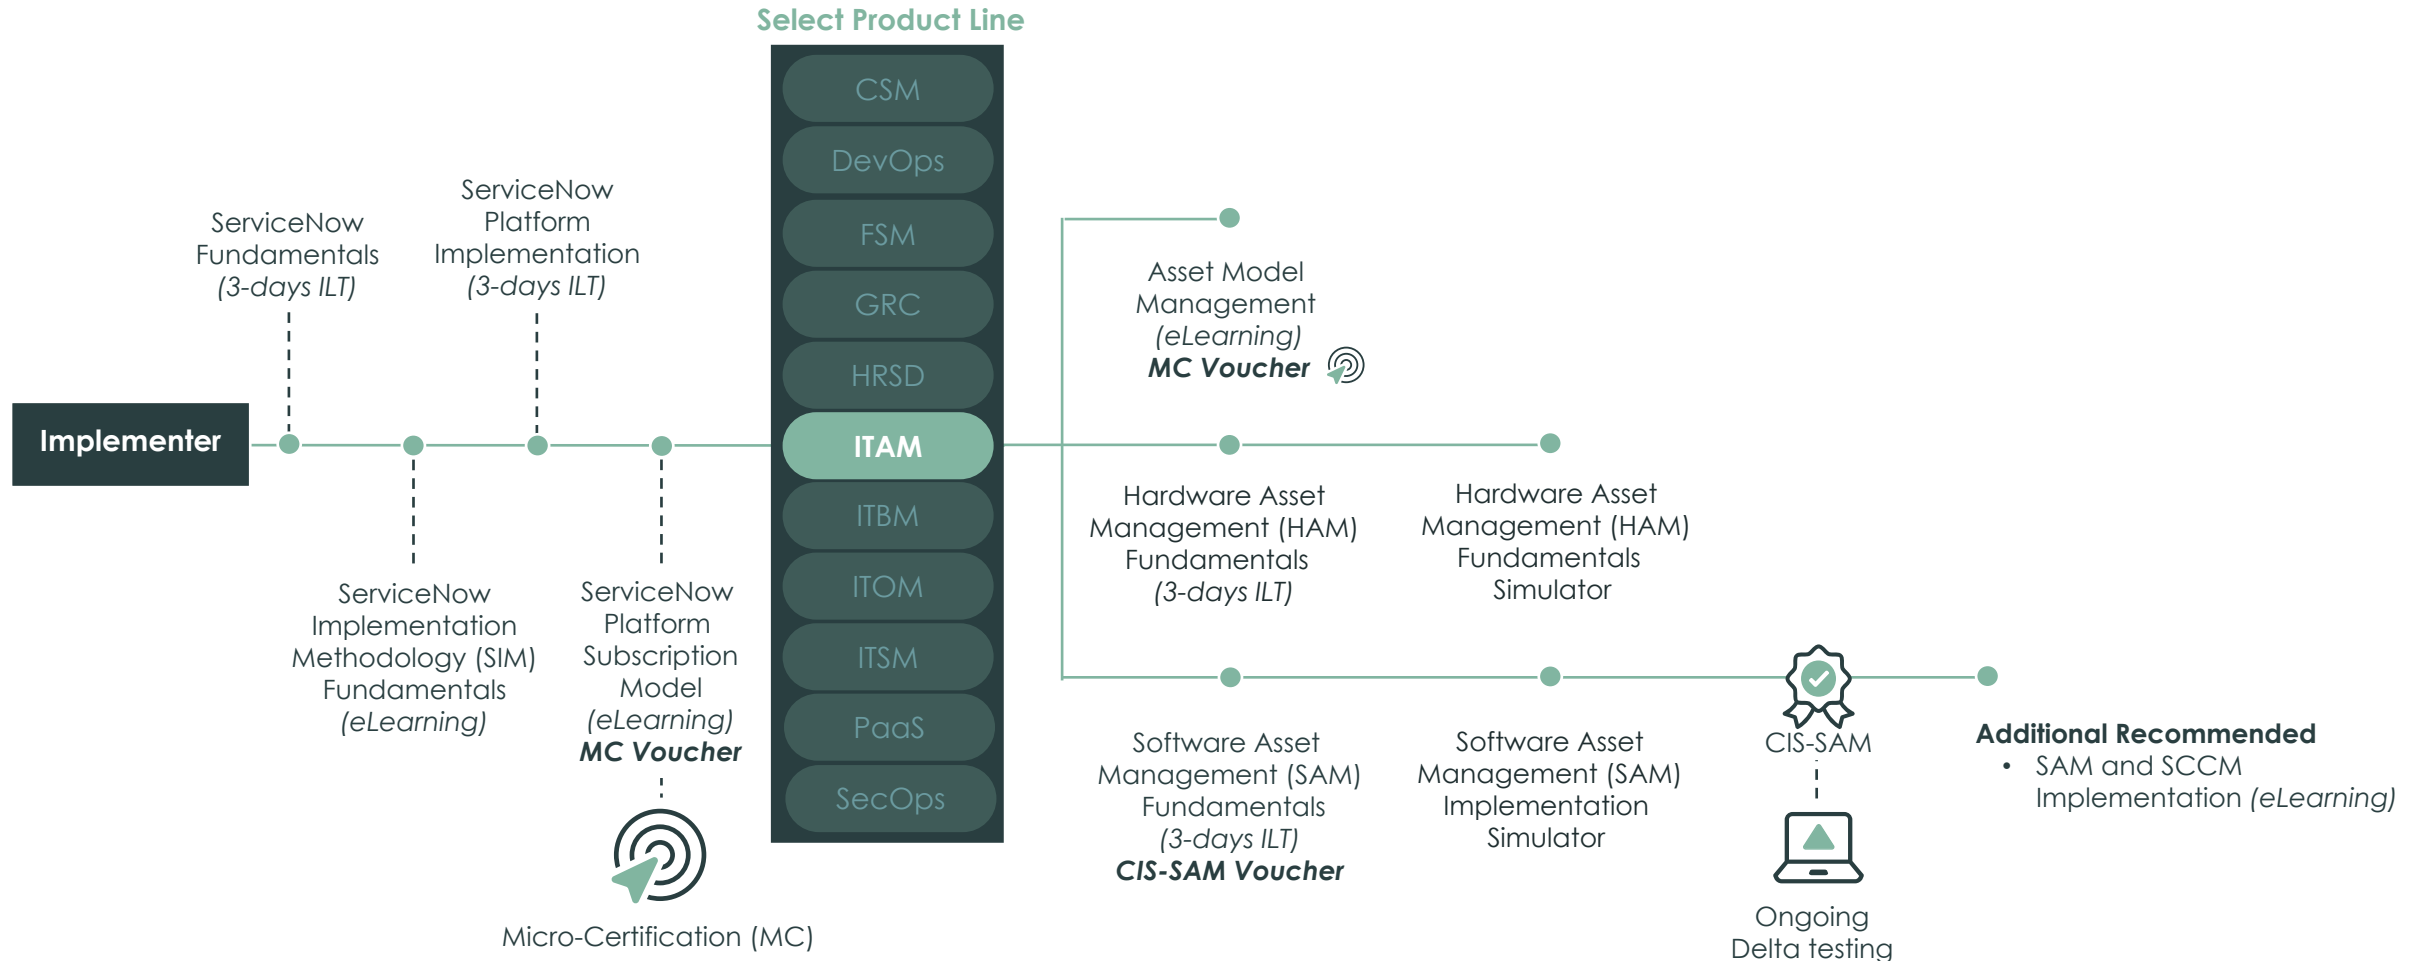 Select Product Line
CSM
DevOps
FSM
GRC
HRSD
ITAM
ITBM
ITOM
ITSM
PaaS
SecOps
Implementer
ServiceNow
Fundamentals
(3-days ILT)
ServiceNow
Implementation
Methodology (SIM)
Fundamentals
(eLearning)
ServiceNow
Platform
Implementation
(3-days ILT)
ServiceNow
Platform
Subscription
Model
(eLearning)
MC Voucher
Micro-Certification (MC)
Asset Model
Management
(eLearning)
MC Voucher
Hardware Asset
Management (HAM)
Fundamentals
(3-days ILT)
Hardware Asset
Management (HAM)
Fundamentals
Simulator
Software Asset
Management (SAM)
Fundamentals
(3-days ILT)
CIS-SAM Voucher
Software Asset
Management (SAM)
Implementation
Simulator
CIS-SAM
Ongoing
Delta testing
Additional Recommended
• SAM and SCCM
Implementation (eLearning)